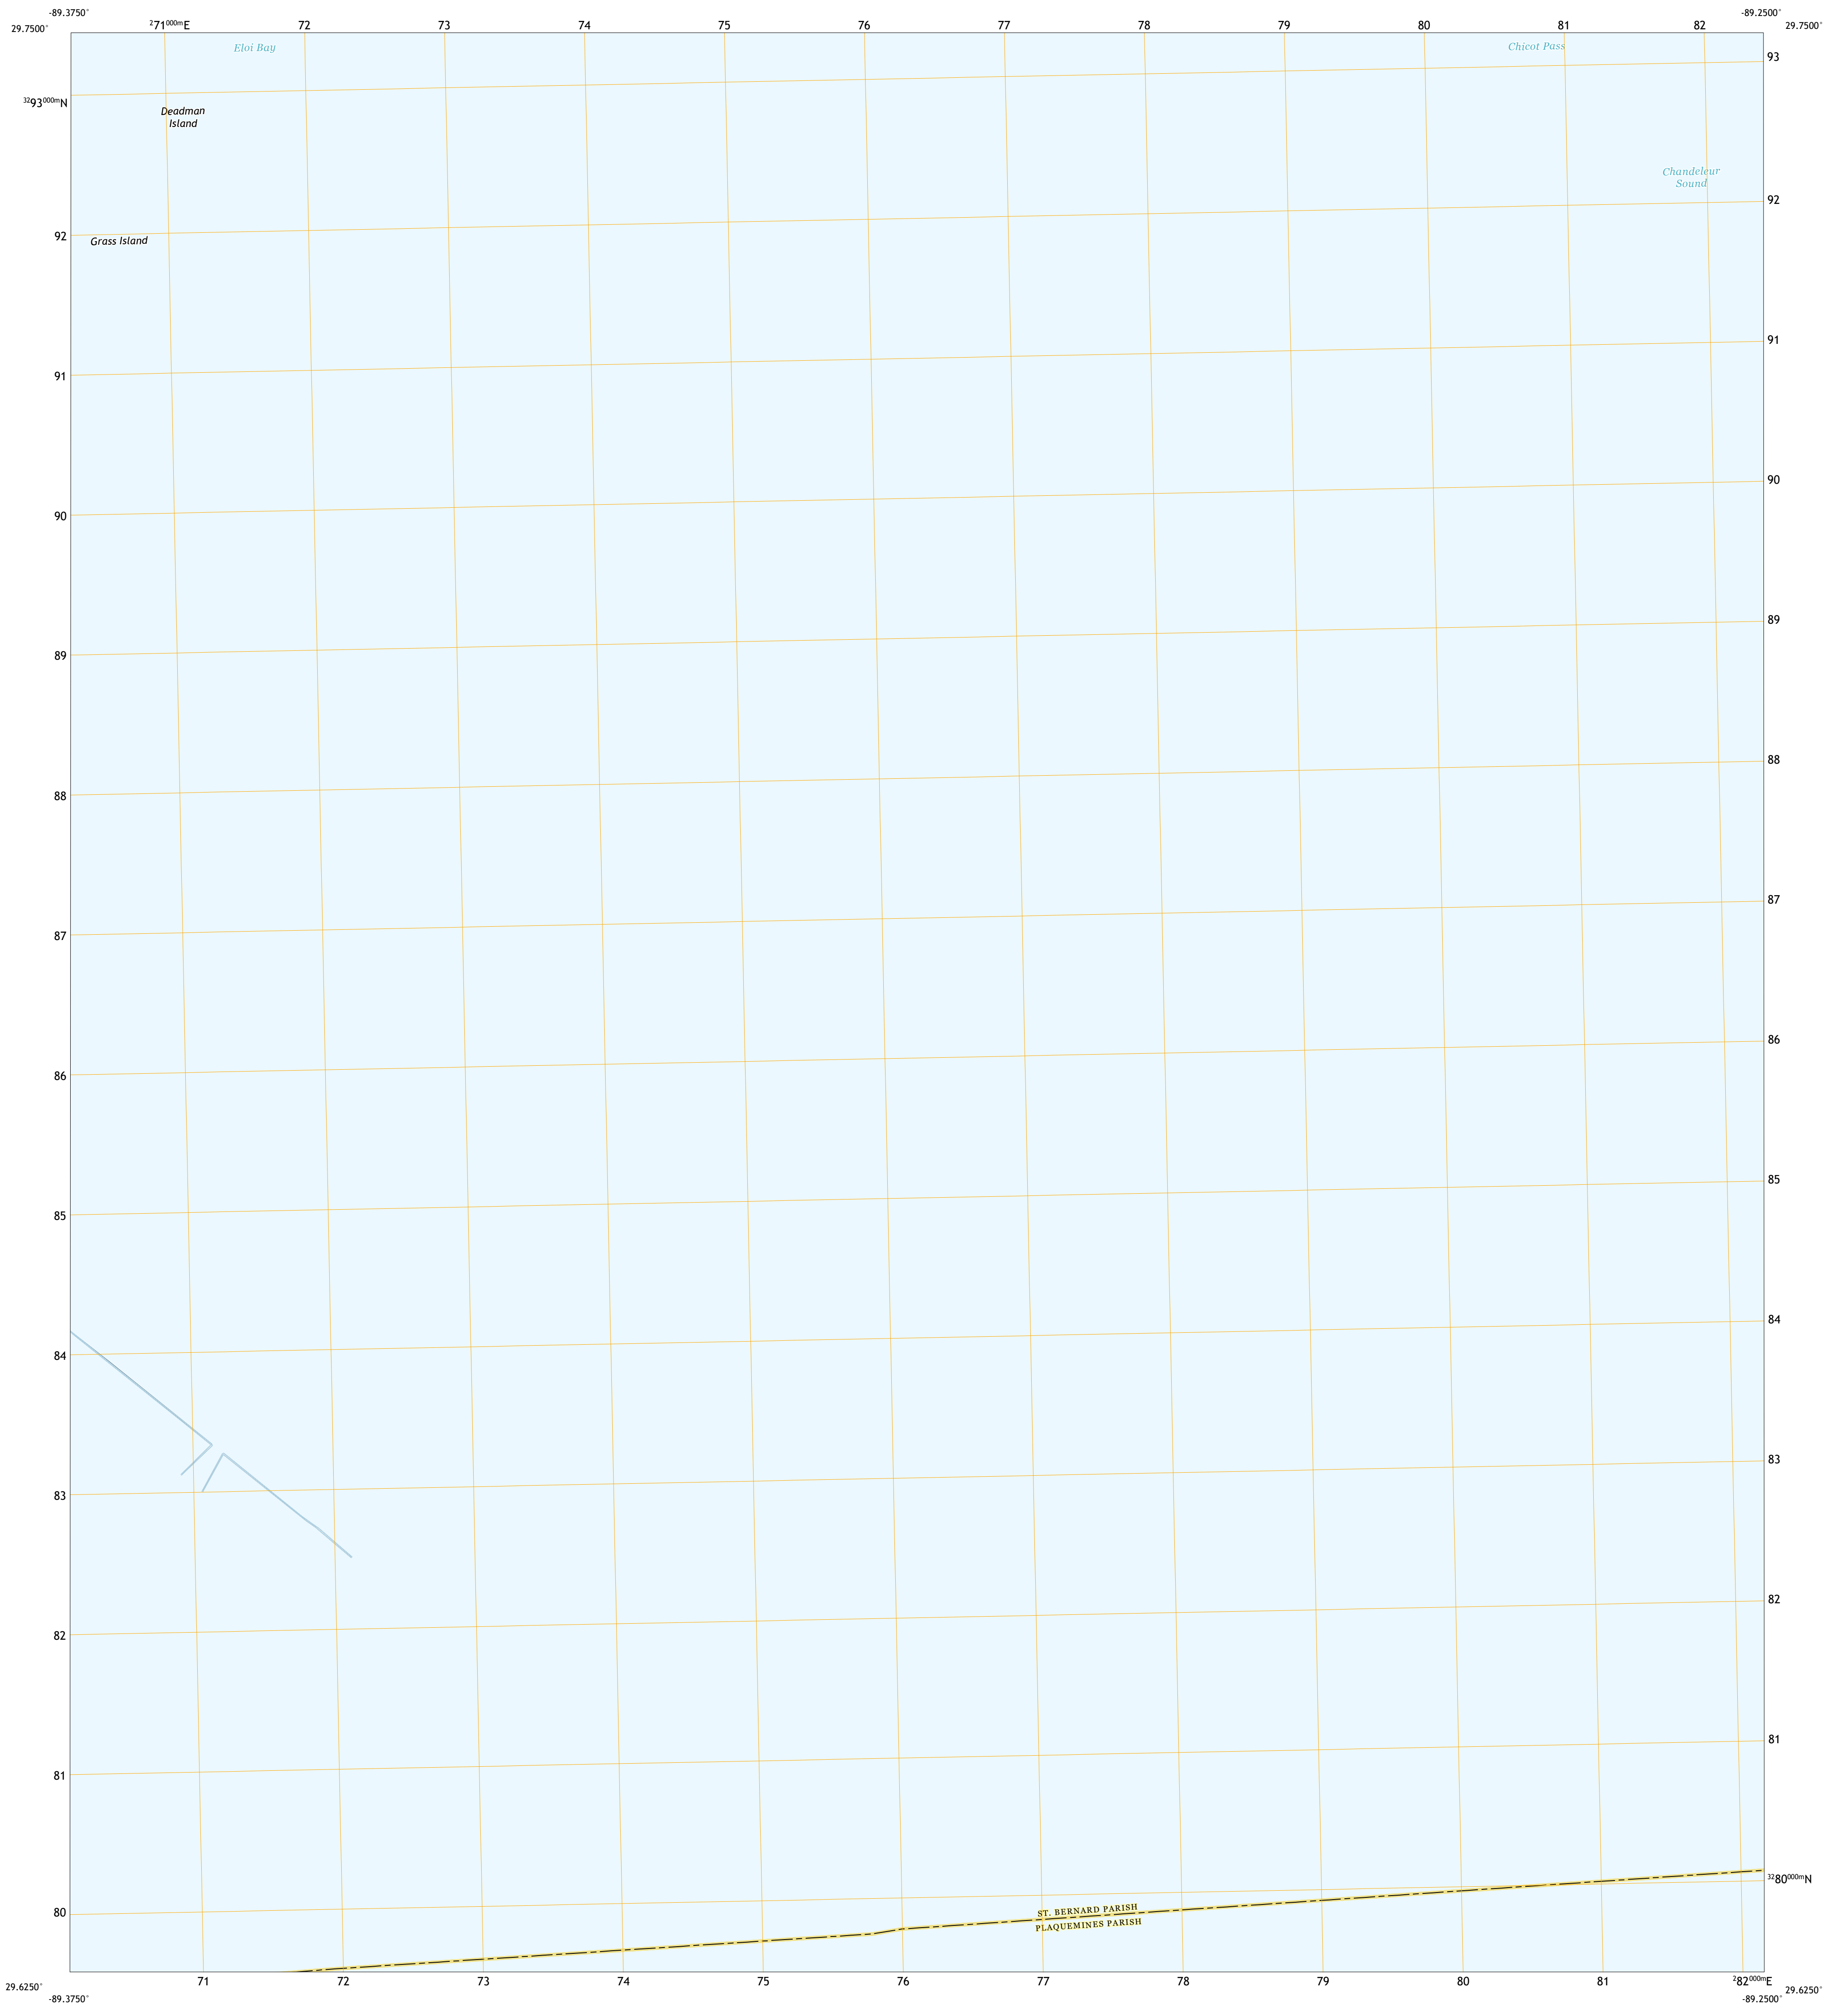 -89.3750° -89.2500°
29.7500° ²71⁰⁰⁰ᵐE 72 73 74 75 76 77 78 79 80 81 82 29.7500°
Eloi Bay Chicot Pass
93
³²93⁰⁰⁰ᵐN
Deadman
Island
Chandeleur
Sound
92
92
Grass Island
91
91
90
90
89
89
88
88
87
87
86
86
85
85
84
84
83
83
82
82
81
81
³²80⁰⁰⁰ᵐN
80
ST. BERNARD PARISH
PLAQUEMINES PARISH
71 72 73 74 75 76 77 78 79 80 81 ²82⁰⁰⁰ᵐE
29.6250° 29.6250°
-89.3750° -89.2500°